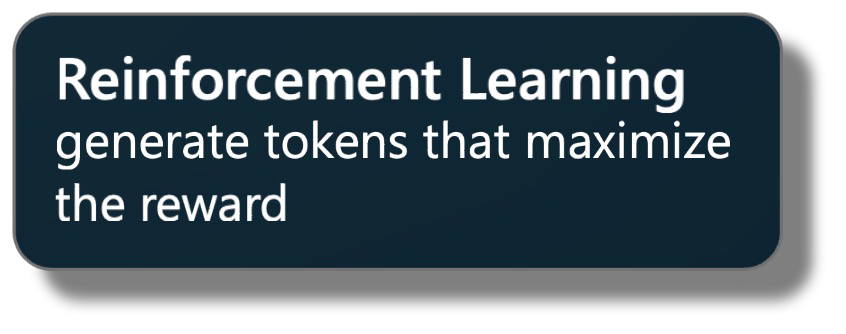 Reinforcement Learning
generate tokens that maximize
the reward